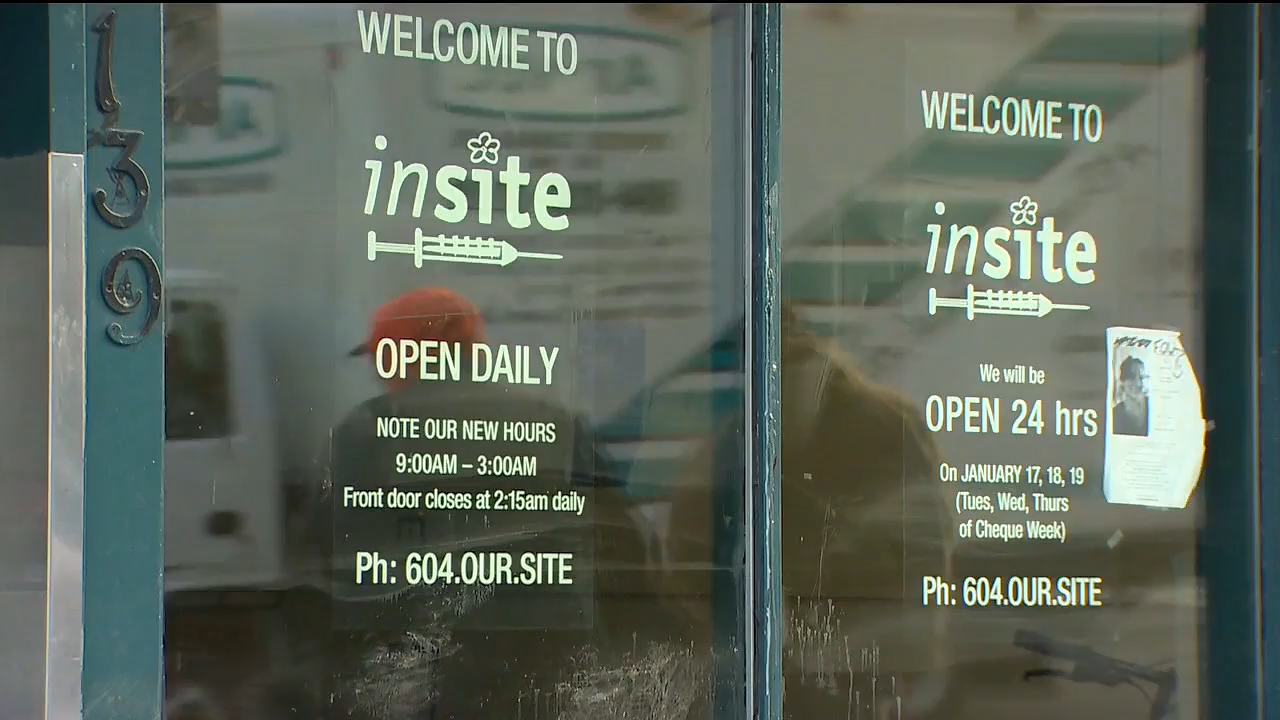 139
WELCOME TO
insite
OPEN DAILY
NOTE OUR NEW HOURS
9:00AM – 3:00AM
Front door closes at 2:15am daily
Ph: 604.OUR.SITE
WELCOME TO
insite
We will be
OPEN 24 hrs
On JANUARY 17, 18, 19
(Tues, Wed, Thurs
of Cheque Week)
Ph: 604.OUR.SITE